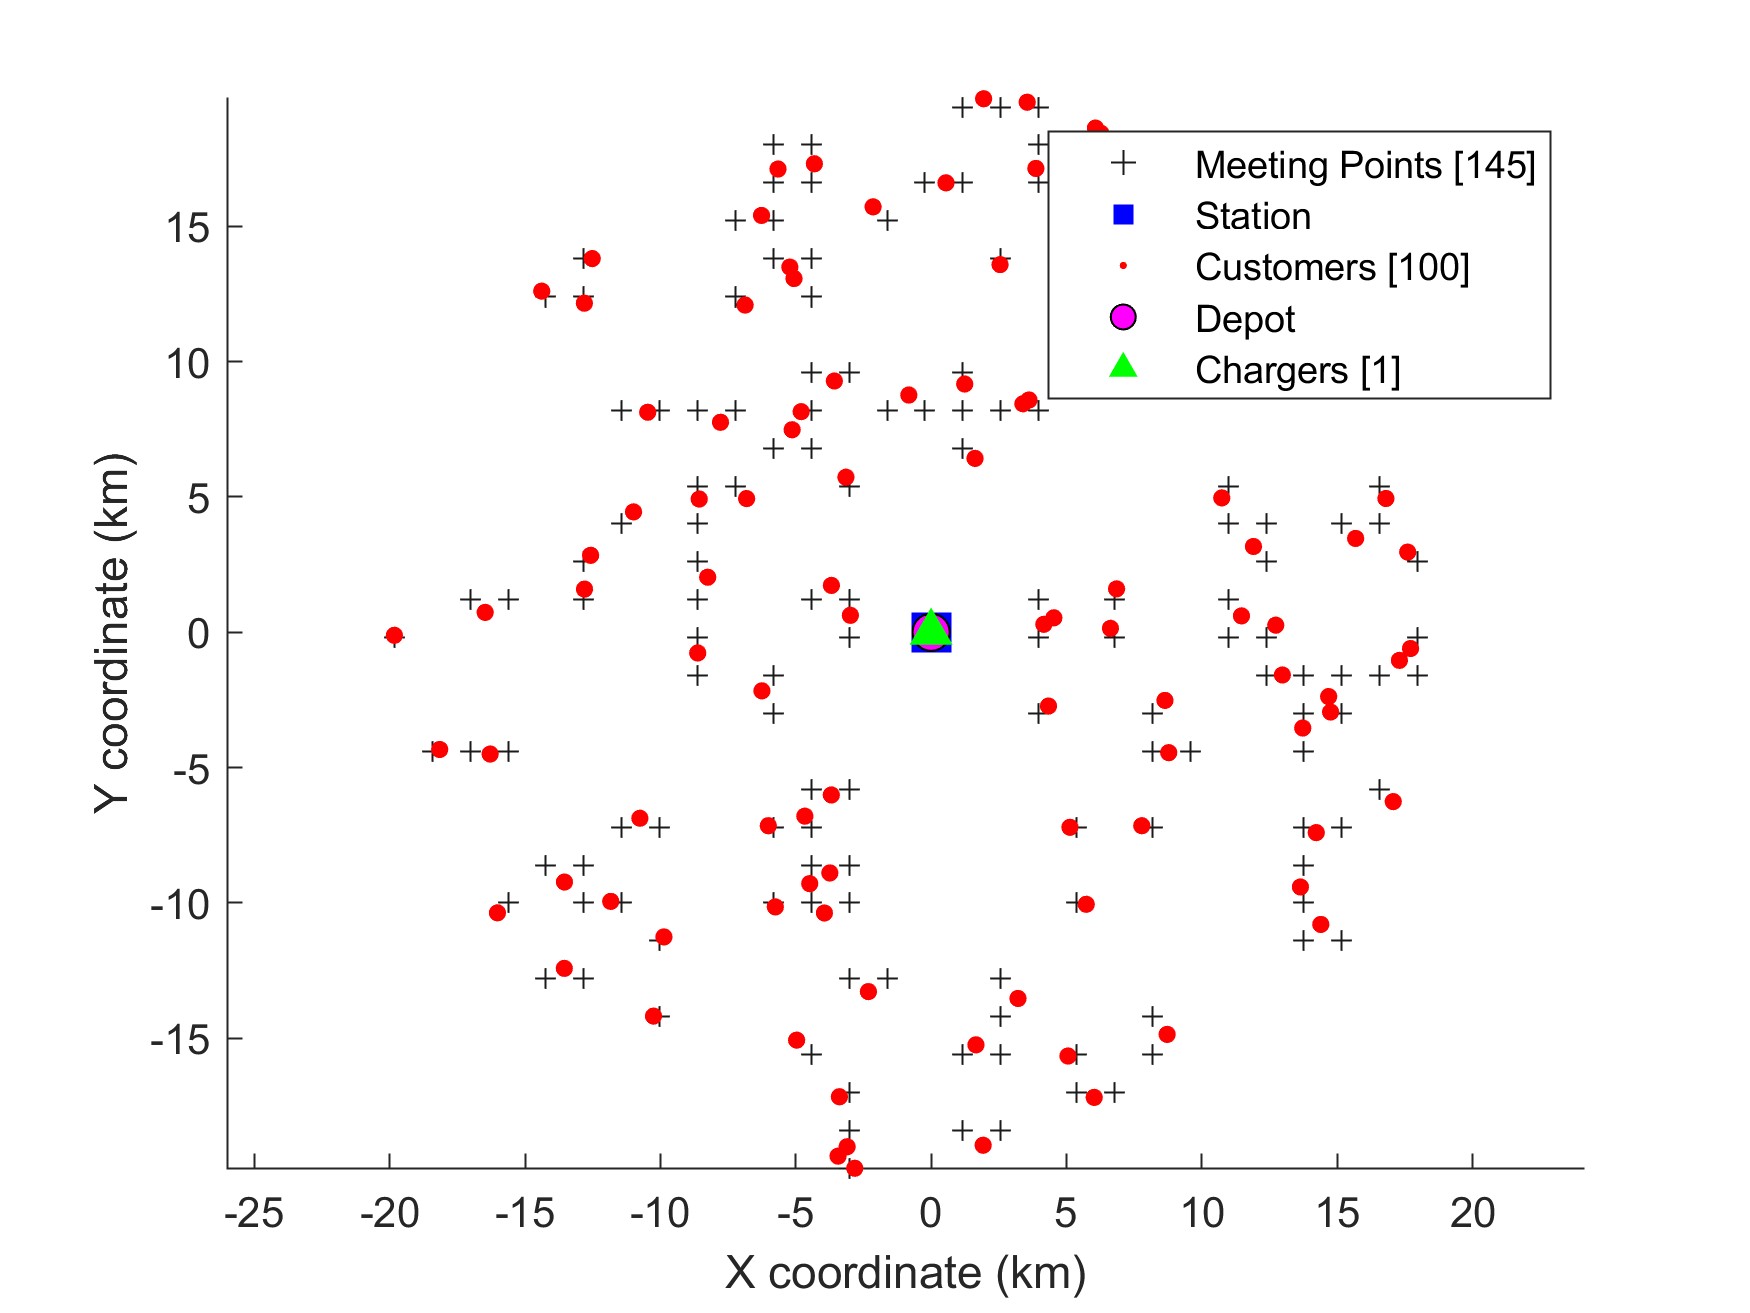 Meeting Points [145]
Station
Customers [100]
Depot
Chargers [1]
15
10
5
0
-5
-10
-15
Y coordinate (km)
-25 -20 -15 -10 -5 0 5 10 15 20
X coordinate (km)